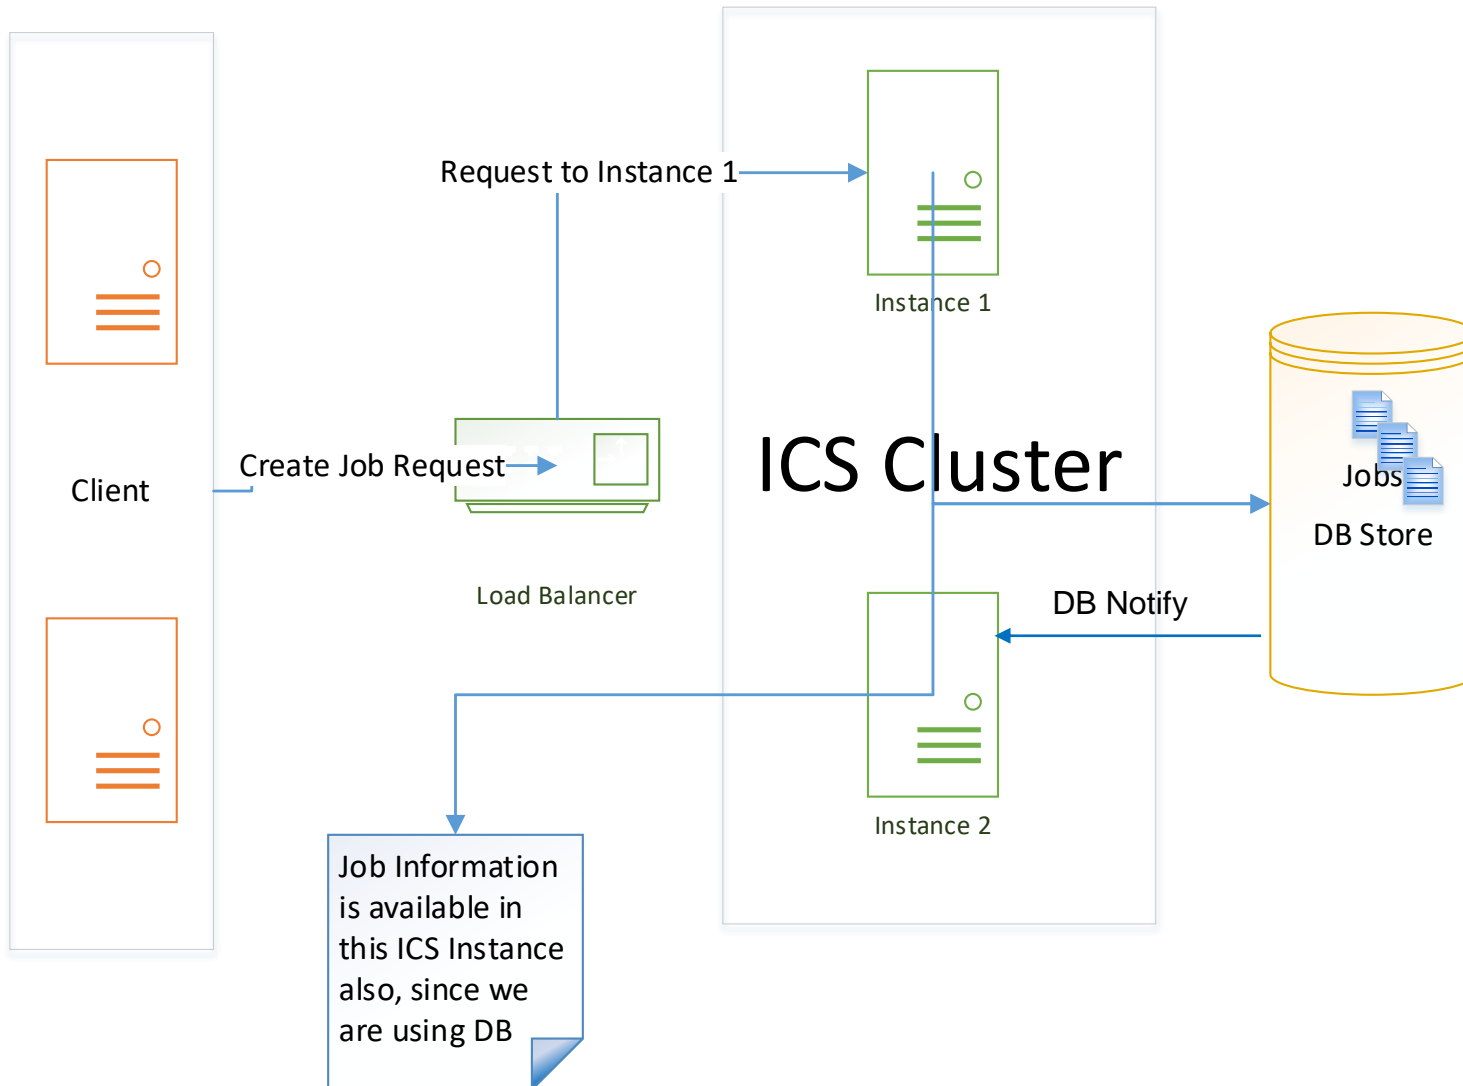 Request to Instance 1
Instance 1
Create Job Request
Client
ICS Cluster
Jobs
DB Store
Load Balancer
DB Notify
Instance 2
Job Information
is available in
this ICS Instance
also, since we
are using DB